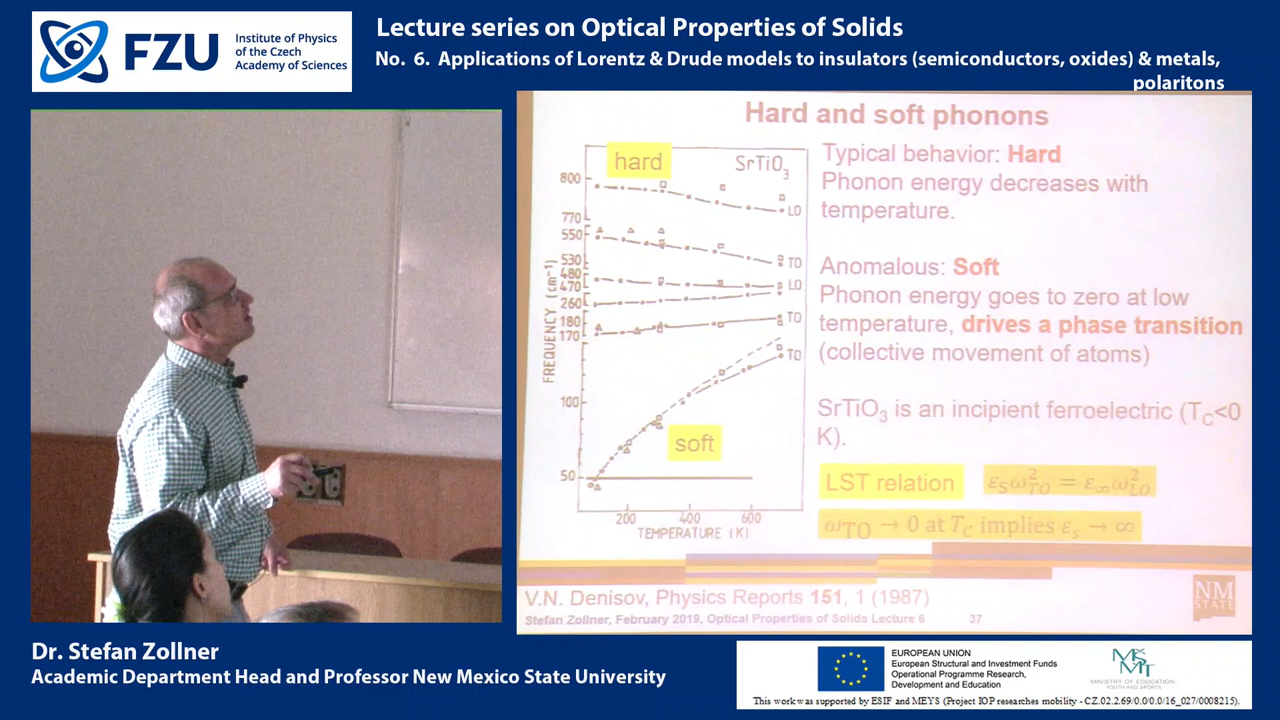 FZU
Institute of Physics
of the Czech
Academy of Sciences
Lecture series on Optical Properties of Solids
No. 6. Applications of Lorentz & Drude models to insulators (semiconductors, oxides) & metals,
polaritons
Hard and soft phonons
hard
SrTiO3
800
LO
770
550
530
TO
480
LO
470
260
180
TO
170
TO
100
soft
50
200 400 600
FREQUENCY (cm-1)
TEMPERATURE (K)
Typical behavior: Hard
Phonon energy decreases with
temperature.
Anomalous: Soft
Phonon energy goes to zero at low
temperature, drives a phase transition
(collective movement of atoms)
SrTiO3 is an incipient ferroelectric (TC<0
K).
LST relation εSω²TO = ε∞ω²LO
ωTO → 0 at TC implies εs → ∞
V.N. Denisov, Physics Reports 151, 1 (1987)
Stefan Zollner, February 2019, Optical Properties of Solids Lecture 6 37
NM
STATE
Dr. Stefan Zollner
Academic Department Head and Professor New Mexico State University
EUROPEAN UNION
European Structural and Investment Funds
Operational Programme Research,
Development and Education
MINISTRY OF EDUCATION,
YOUTH AND SPORTS
This work was supported by ESIF and MEYS (Project IOP researches mobility - CZ.02.2.69/0.0/0.0/16_027/0008215).